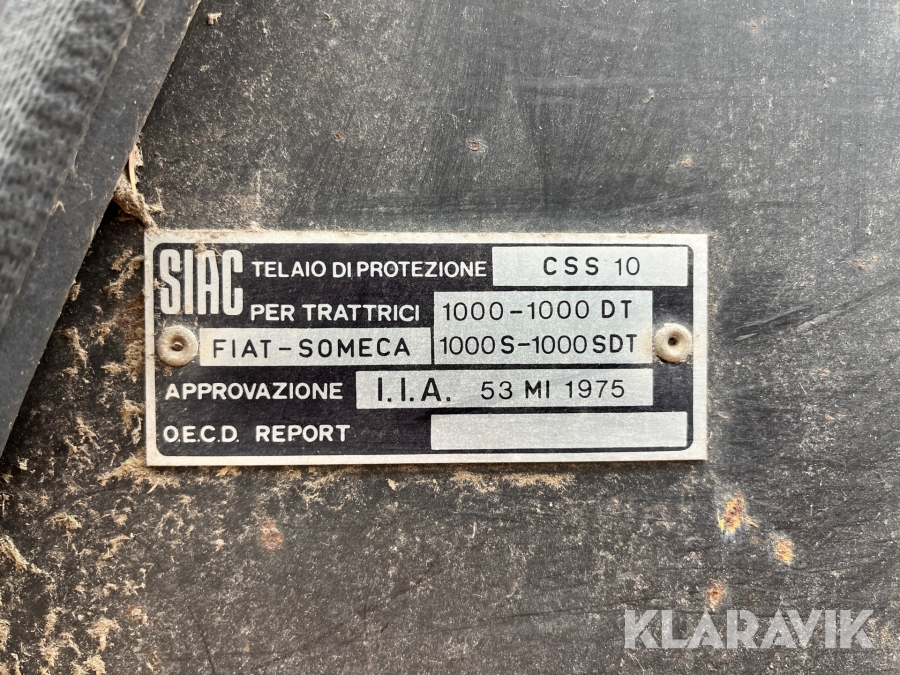 SIAC TELAIO DI PROTEZIONE CSS 10
PER TRATTRICI 1000-1000 DT
FIAT-SOMECA 1000S-1000SDT
APPROVAZIONE I.I.A. 53 MI 1975
O.E.C.D. REPORT
KLARAVIK